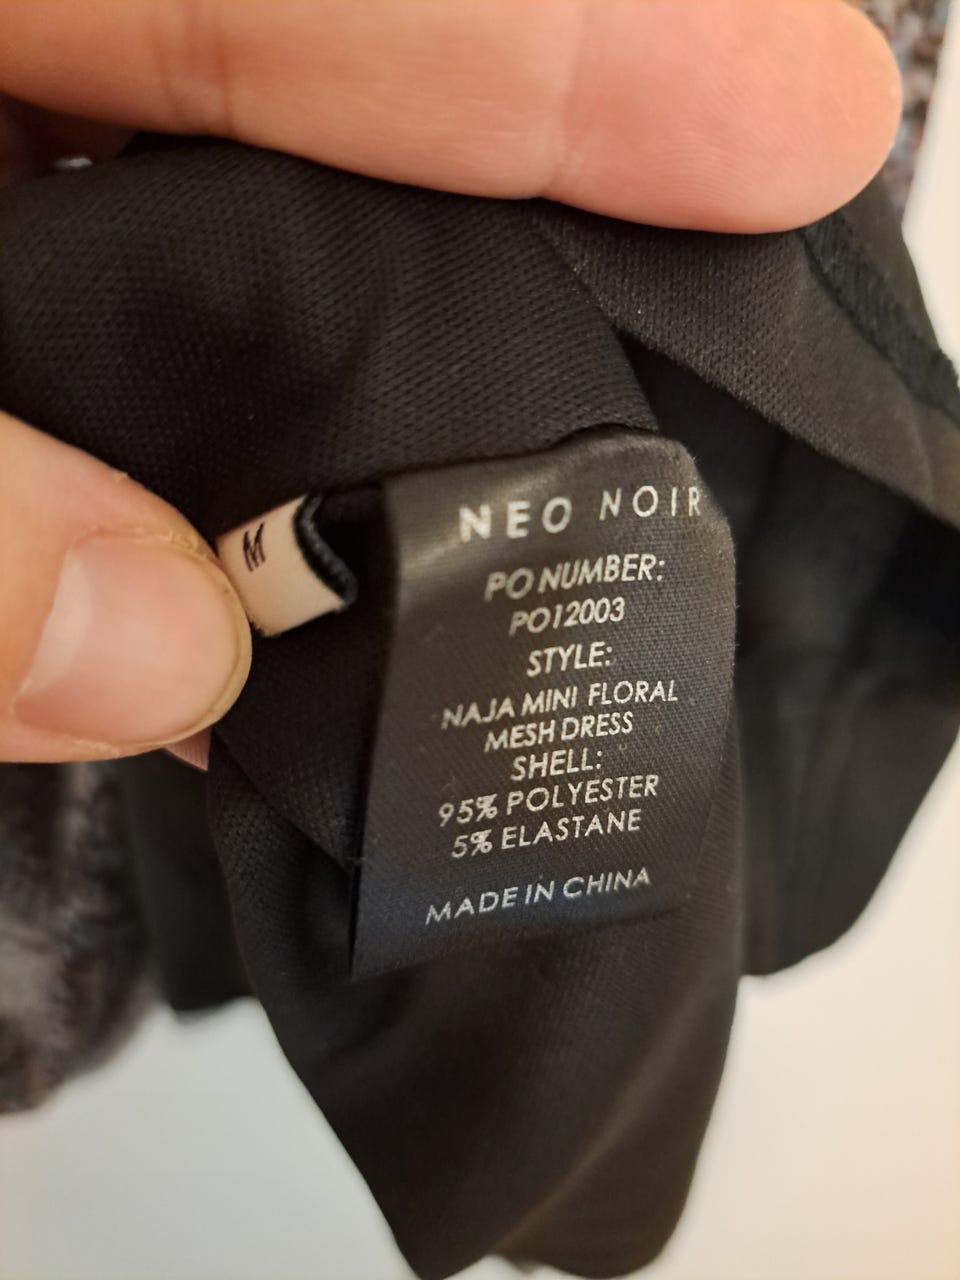 M
NEO NOIR
PO NUMBER:
PO12003
STYLE:
NAJA MINI FLORAL
MESH DRESS
SHELL:
95% POLYESTER
5% ELASTANE
MADE IN CHINA